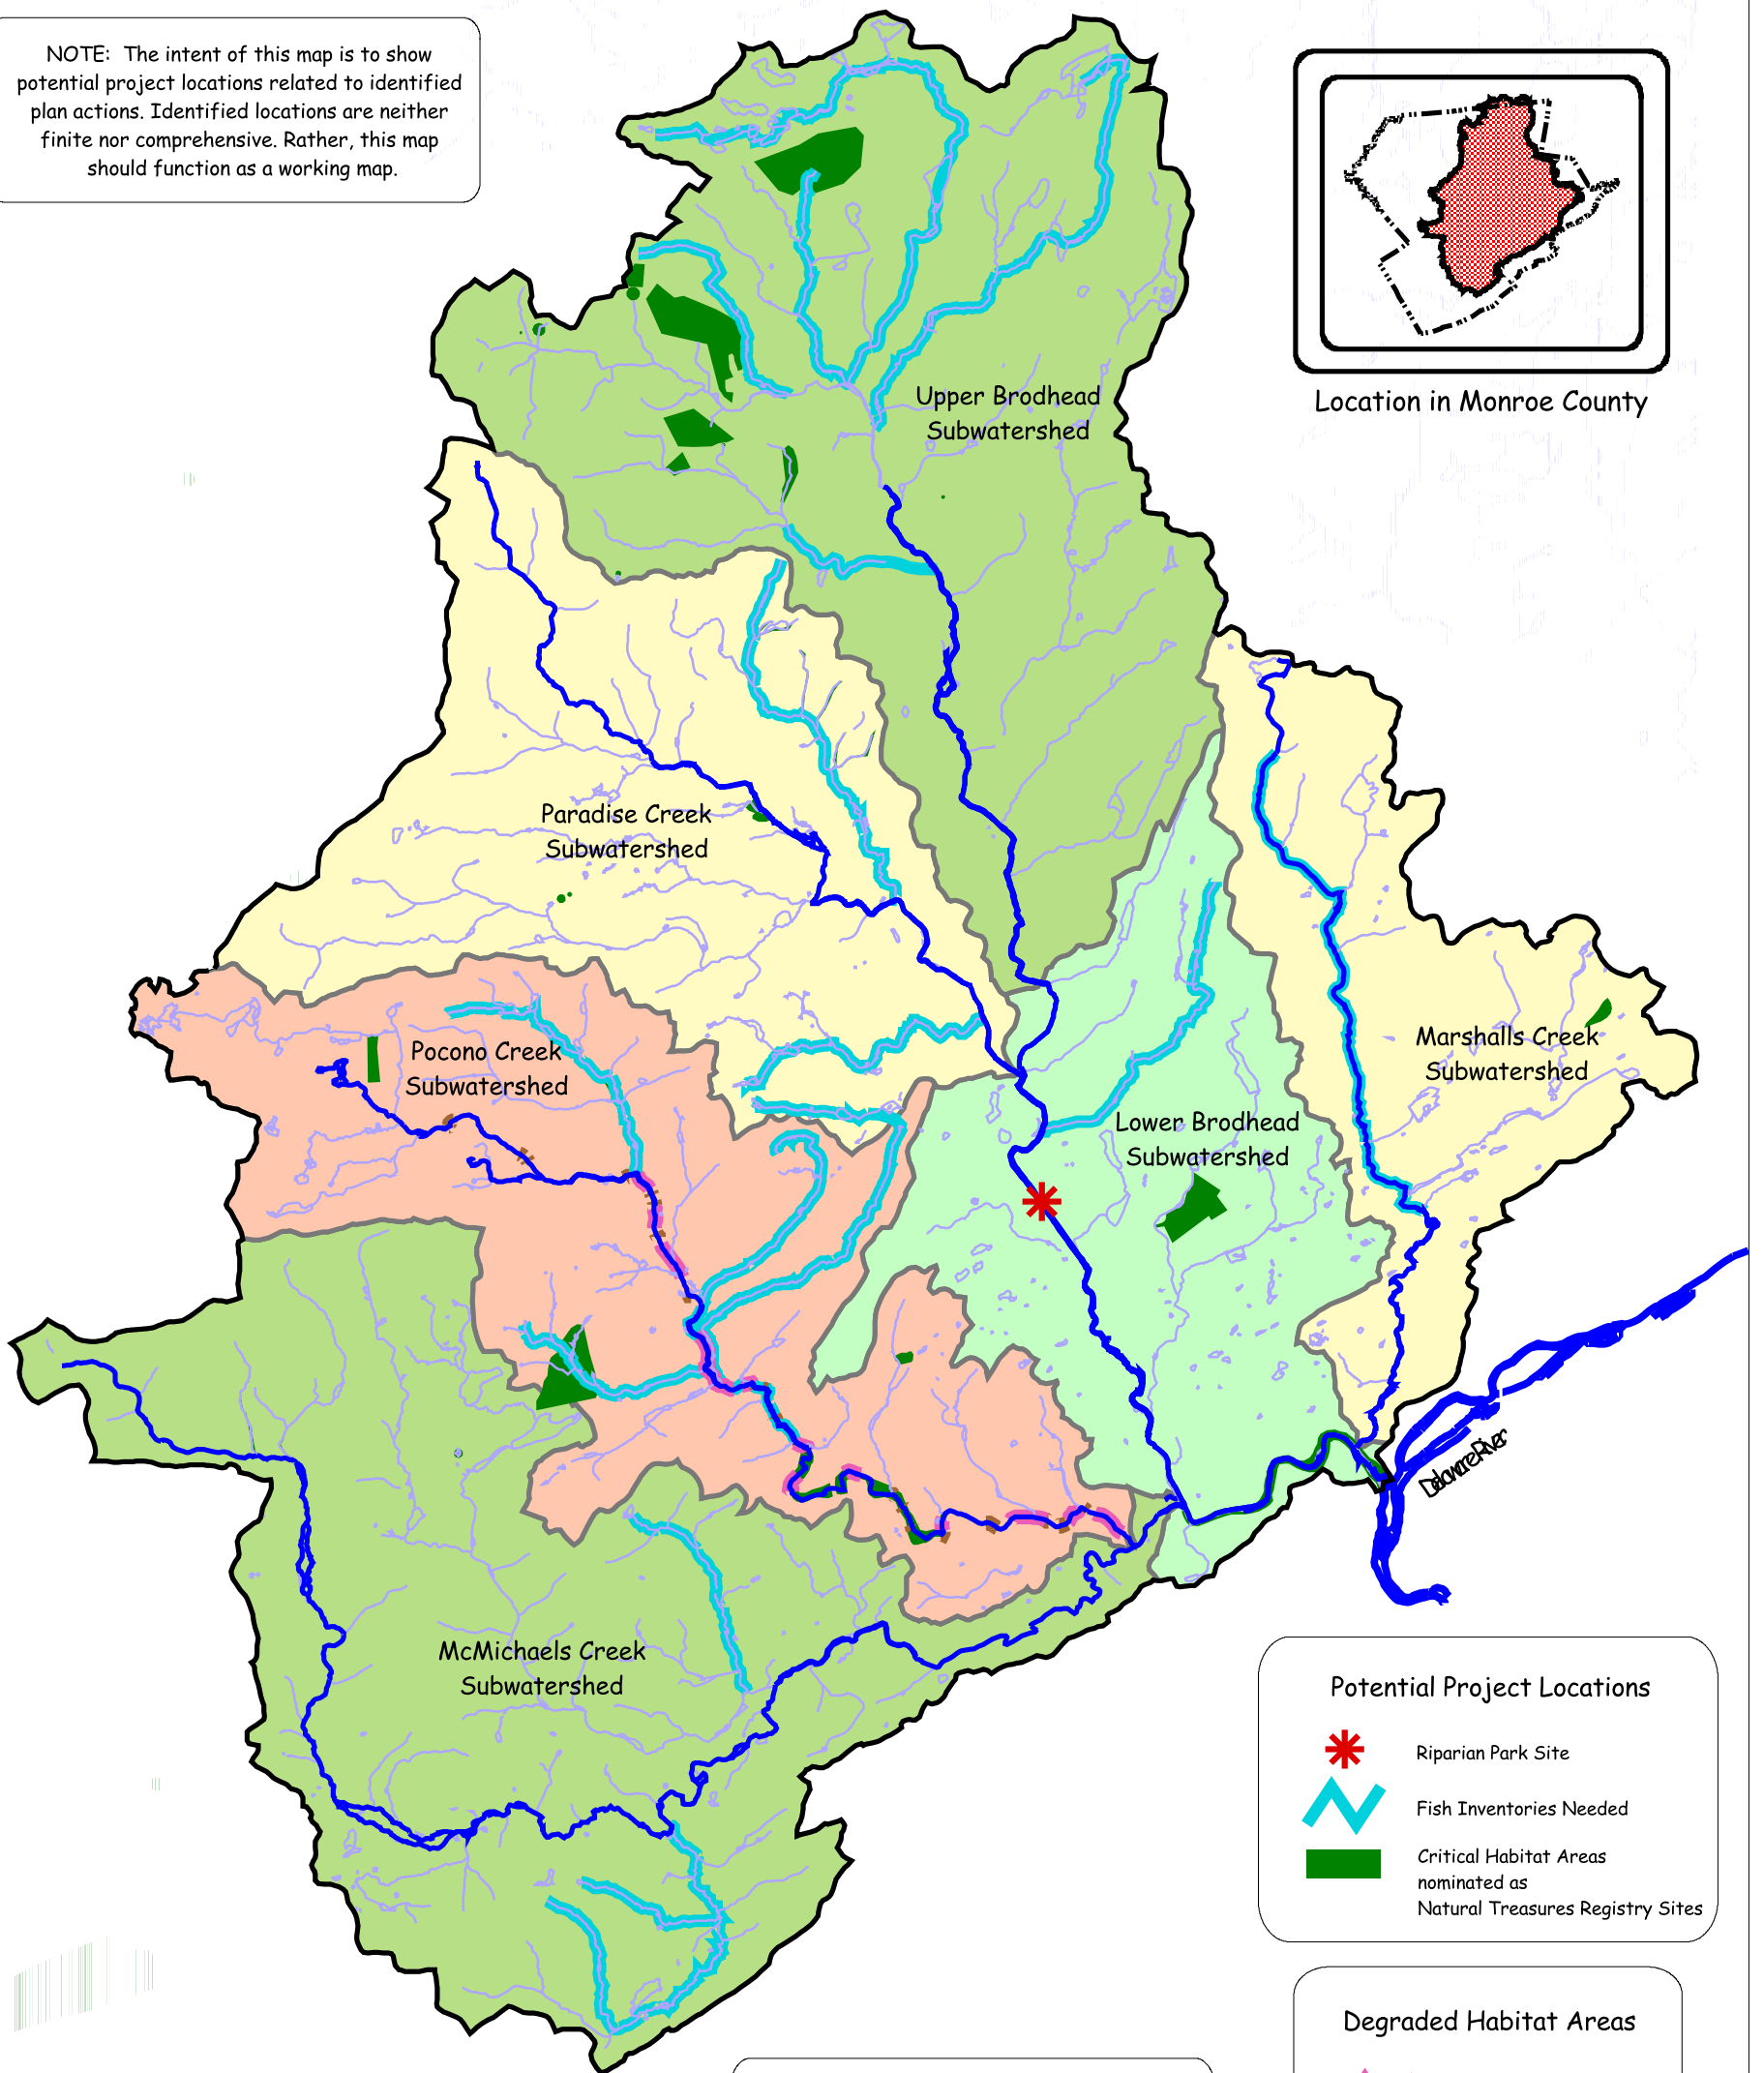 NOTE:  The intent of this map is to show
potential project locations related to identified
plan actions. Identified locations are neither
finite nor comprehensive. Rather, this map
should function as a working map.
Location in Monroe County
Upper Brodhead
Subwatershed
Paradise Creek
Subwatershed
Marshalls Creek
Subwatershed
Pocono Creek
Subwatershed
Lower Brodhead
Subwatershed
Delaware River
McMichaels Creek
Subwatershed
Potential Project Locations
Riparian Park Site
Fish Inventories Needed
Critical Habitat Areas
nominated as
Natural Treasures Registry Sites
Degraded Habitat Areas